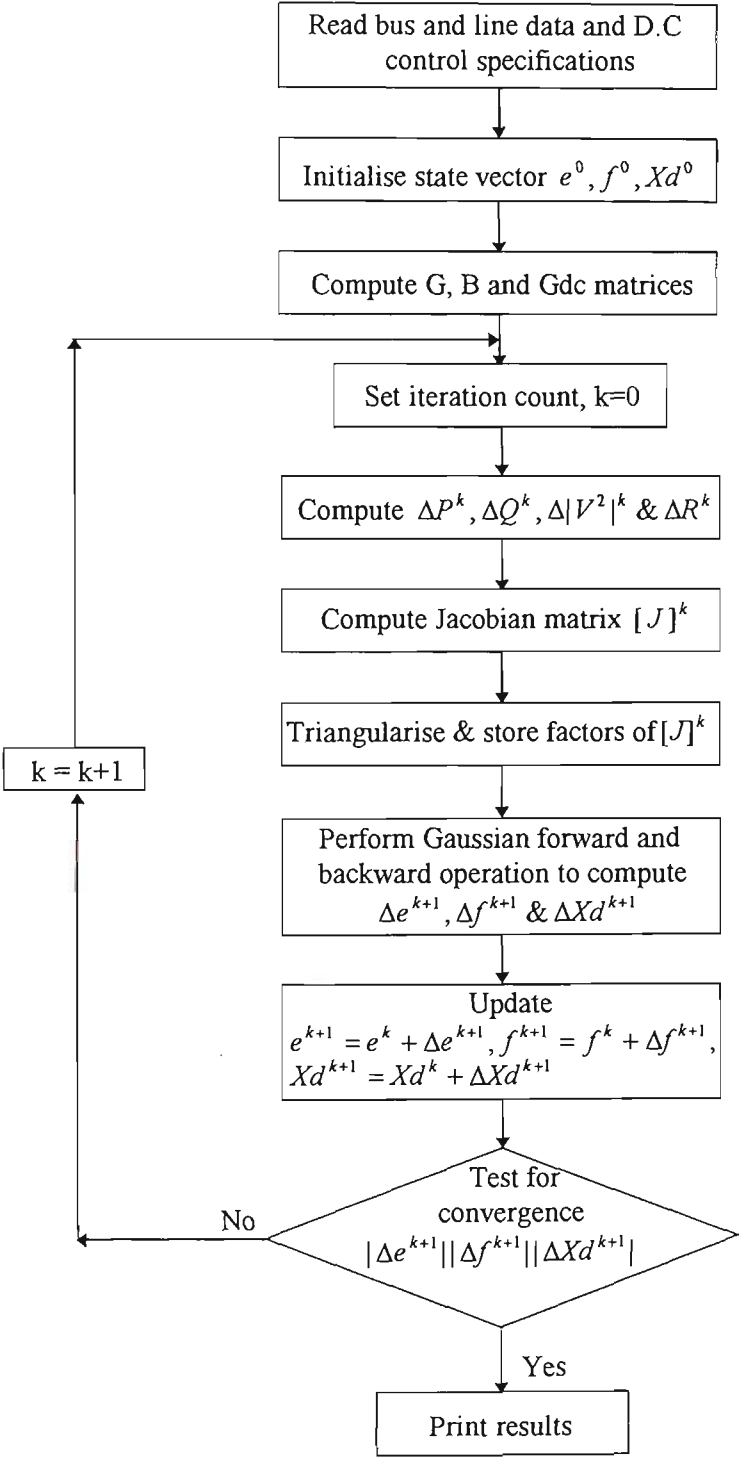 Read bus and line data and D.C
control specifications
Initialise state vector e⁰, f⁰, Xd⁰
Compute G, B and Gdc matrices
Set iteration count, k=0
Compute ΔPᵏ, ΔQᵏ, Δ|V²|ᵏ & ΔRᵏ
Compute Jacobian matrix [J]ᵏ
Triangularise & store factors of [J]ᵏ
k = k+1
Perform Gaussian forward and
backward operation to compute
Δeᵏ⁺¹, Δfᵏ⁺¹ & ΔXdᵏ⁺¹
Update
eᵏ⁺¹ = eᵏ + Δeᵏ⁺¹, fᵏ⁺¹ = fᵏ + Δfᵏ⁺¹,
Xdᵏ⁺¹ = Xdᵏ + ΔXdᵏ⁺¹
Test for
convergence
|Δeᵏ⁺¹||Δfᵏ⁺¹||ΔXdᵏ⁺¹|
No
Yes
Print results